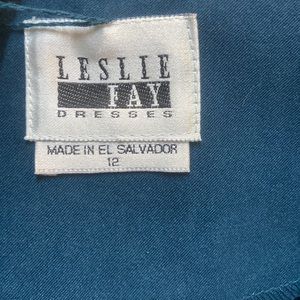 LESLIE
FAY
DRESSES
MADE IN EL SALVADOR
12